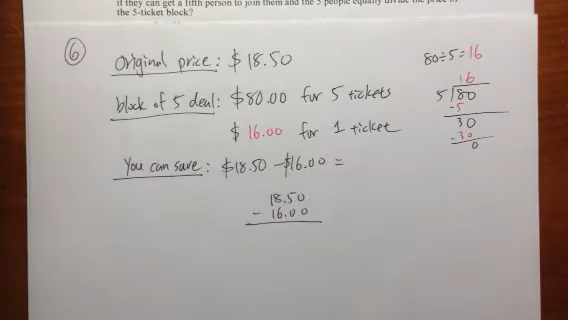 if they can get a fifth person to join them and the 5 people equally divide the price of
the 5-ticket block?
6
Original price: $18.50
block of 5 deal: $80.00 for 5 tickets
$ 16.00 for 1 ticket
You can save: $18.50 - $16.00 =
18.50
- 16.00
80÷5=16
16
5 80
-5
30
-30
0